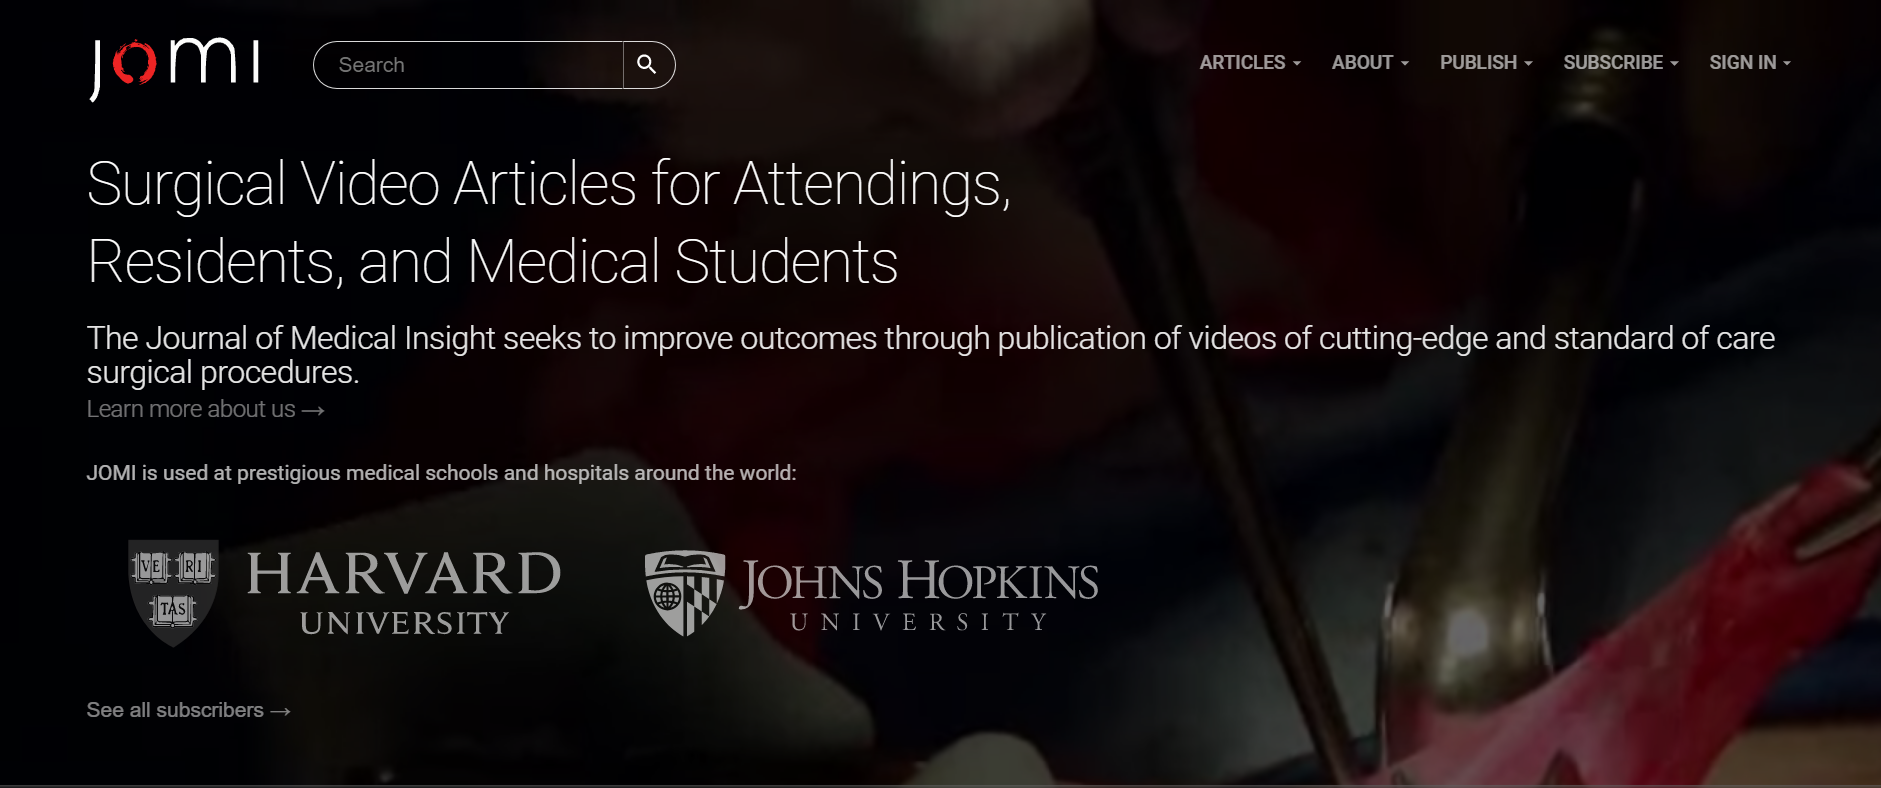 jomi
Search
ARTICLES
ABOUT
PUBLISH
SUBSCRIBE
SIGN IN
Surgical Video Articles for Attendings,
Residents, and Medical Students
The Journal of Medical Insight seeks to improve outcomes through publication of videos of cutting-edge and standard of care
surgical procedures.
Learn more about us →
JOMI is used at prestigious medical schools and hospitals around the world:
VE RI
TAS
HARVARD
UNIVERSITY
JOHNS HOPKINS
UNIVERSITY
See all subscribers →